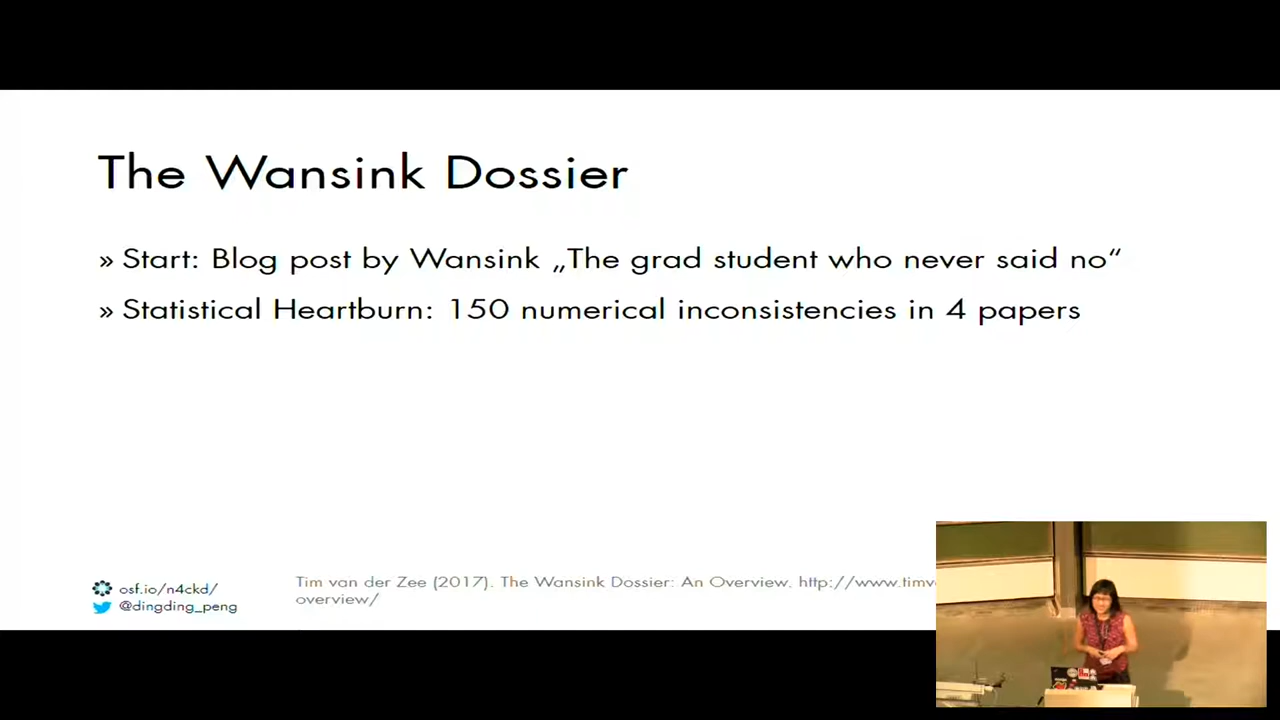 The Wansink Dossier
» Start: Blog post by Wansink „The grad student who never said no“
» Statistical Heartburn: 150 numerical inconsistencies in 4 papers
osf.io/n4ckd/
@dingding_peng
Tim van der Zee (2017). The Wansink Dossier: An Overview. http://www.timv
overview/